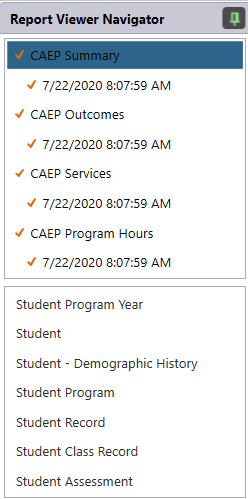 Report Viewer Navigator
CAEP Summary
7/22/2020 8:07:59 AM
CAEP Outcomes
7/22/2020 8:07:59 AM
CAEP Services
7/22/2020 8:07:59 AM
CAEP Program Hours
7/22/2020 8:07:59 AM
Student Program Year
Student
Student - Demographic History
Student Program
Student Record
Student Class Record
Student Assessment